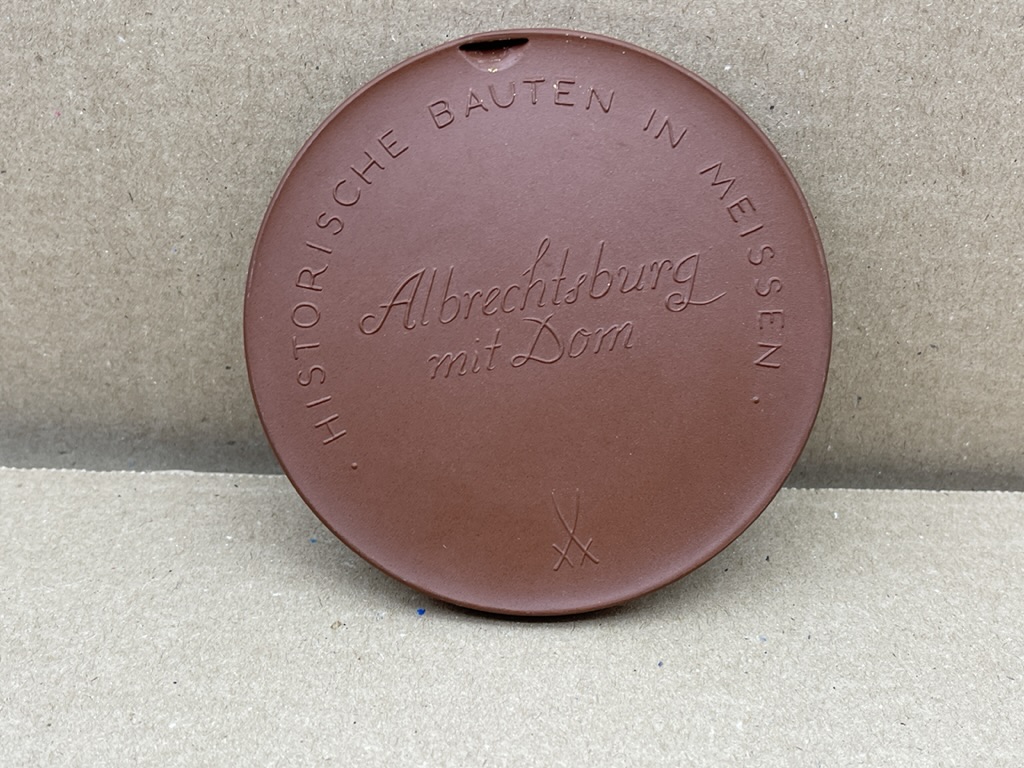 · HISTORISCHE BAUTEN IN MEISSEN ·
Albrechtsburg
mit Dom